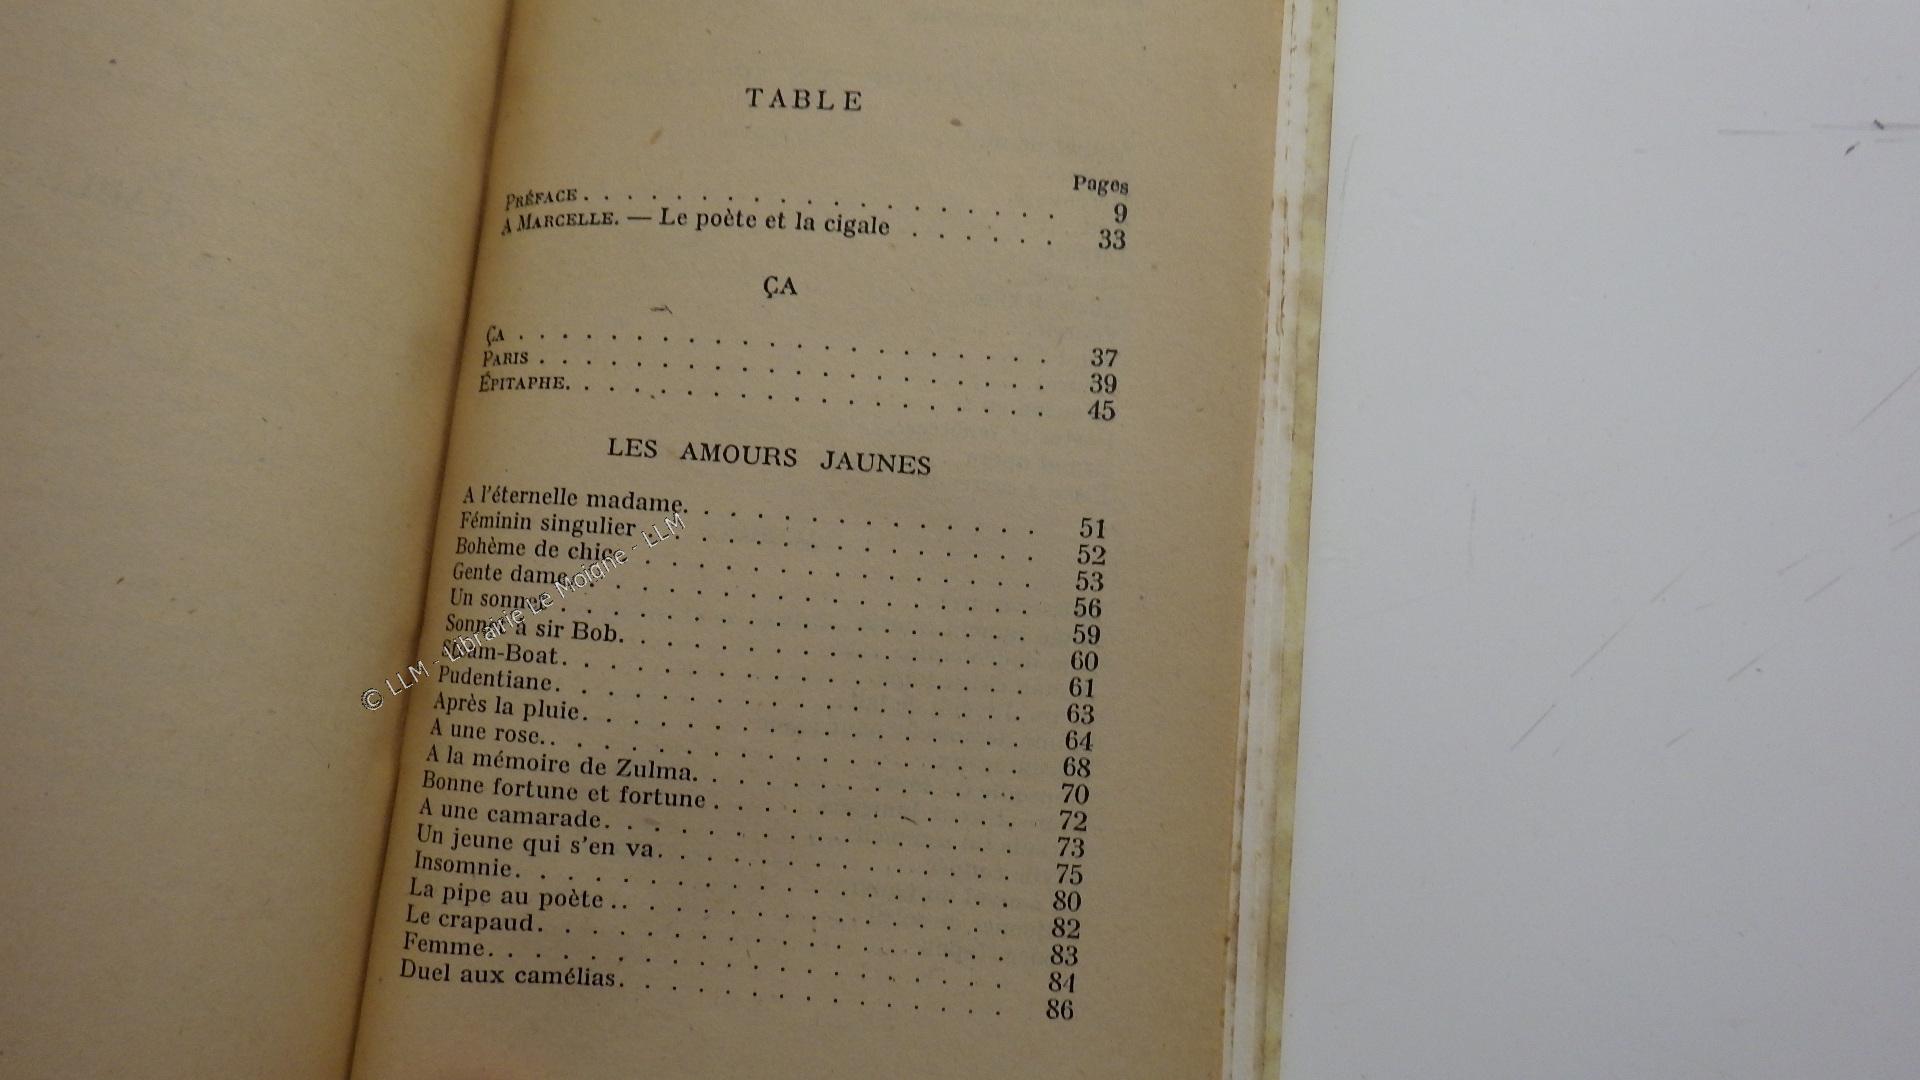 TABLE
Pages
PRÉFACE. . . . . . . . . . . . . . . . . 9
A MARCELLE. — Le poète et la cigale . . . . . . 33
ÇA
ÇA . . . . . . . . . . . . . . . . . . . 37
PARIS . . . . . . . . . . . . . . . . . . 39
ÉPITAPHE. . . . . . . . . . . . . . . . . . 45
LES AMOURS JAUNES
A l'éternelle madame. . . . . . . . . . . . . . 51
Féminin singulier . . . . . . . . . . . . . . . 52
Bohème de chic . . . . . . . . . . . . . . . 53
Gente dame. . . . . . . . . . . . . . . . . 56
Un sonnet . . . . . . . . . . . . . . . . . 59
Sonnet à sir Bob. . . . . . . . . . . . . . . 60
Steam-Boat. . . . . . . . . . . . . . . . . 61
Pudentiane. . . . . . . . . . . . . . . . . 63
Après la pluie. . . . . . . . . . . . . . . . 64
A une rose.. . . . . . . . . . . . . . . . . 68
A la mémoire de Zulma. . . . . . . . . . . . 70
Bonne fortune et fortune . . . . . . . . . . . . 72
A une camarade. . . . . . . . . . . . . . . 73
Un jeune qui s'en va. . . . . . . . . . . . . . 75
Insomnie. . . . . . . . . . . . . . . . . . 80
La pipe au poète .. . . . . . . . . . . . . . . 82
Le crapaud. . . . . . . . . . . . . . . . . 83
Femme. . . . . . . . . . . . . . . . . . . 84
Duel aux camélias. . . . . . . . . . . . . . . 86
© LLM - Librairie Le Moigne - LLM